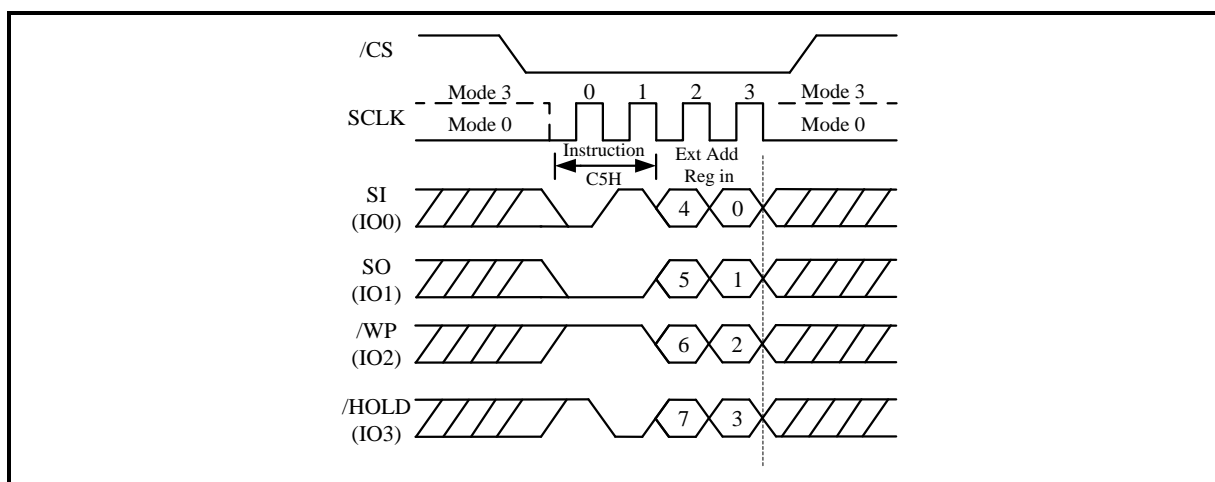 /CS
0 1 2 3
Mode 3 Mode 3
SCLK
Mode 0 Mode 0
Instruction Ext Add
C5H Reg in
SI
(IO0)
4 0
SO
(IO1)
5 1
/WP
(IO2)
6 2
/HOLD
(IO3)
7 3